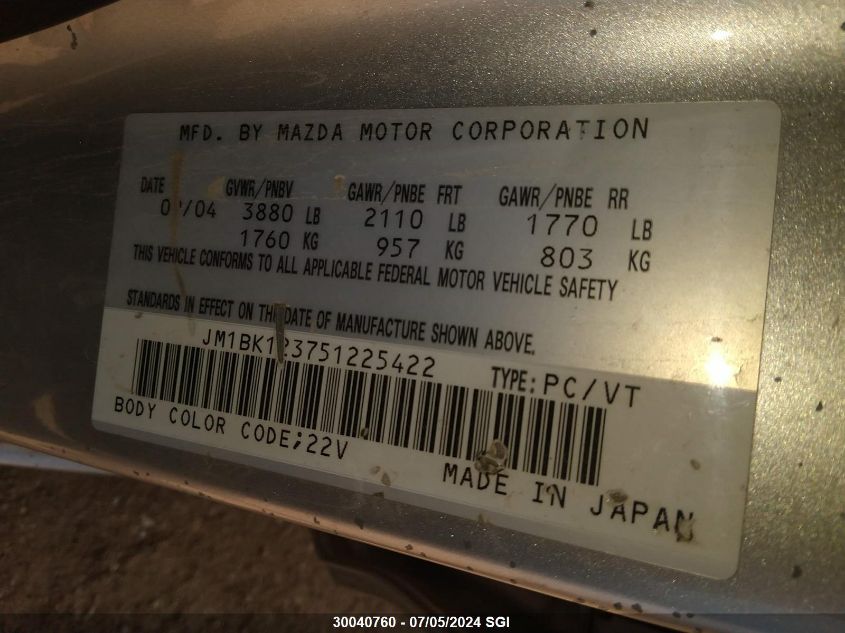 MFD. BY MAZDA MOTOR CORPORATION
DATE GVWR/PNBV GAWR/PNBE FRT GAWR/PNBE RR
3880 LB 2110 LB 1770 LB
1760 KG 957 KG 803 KG
THIS VEHICLE CONFORMS TO ALL APPLICABLE FEDERAL MOTOR VEHICLE SAFETY
STANDARDS IN EFFECT ON THE DATE OF MANUFACTURE SHOWN ABOVE.
JM1BK123751225422
TYPE:PC/VT
BODY COLOR CODE;22V
MADE IN JAPAN
30040760 - 07/05/2024 SGI